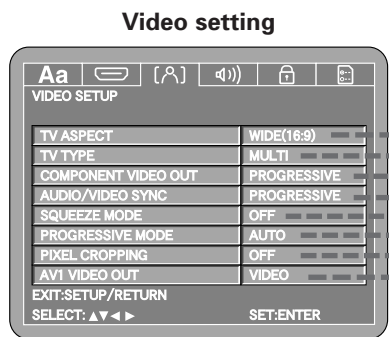 Video setting
Aa
VIDEO SETUP
TV ASPECT WIDE(16:9)
TV TYPE MULTI
COMPONENT VIDEO OUT PROGRESSIVE
AUDIO/VIDEO SYNC PROGRESSIVE
SQUEEZE MODE OFF
PROGRESSIVE MODE AUTO
PIXEL CROPPING OFF
AV1 VIDEO OUT VIDEO
EXIT:SETUP/RETURN
SELECT: ▲▼◄ ► SET:ENTER